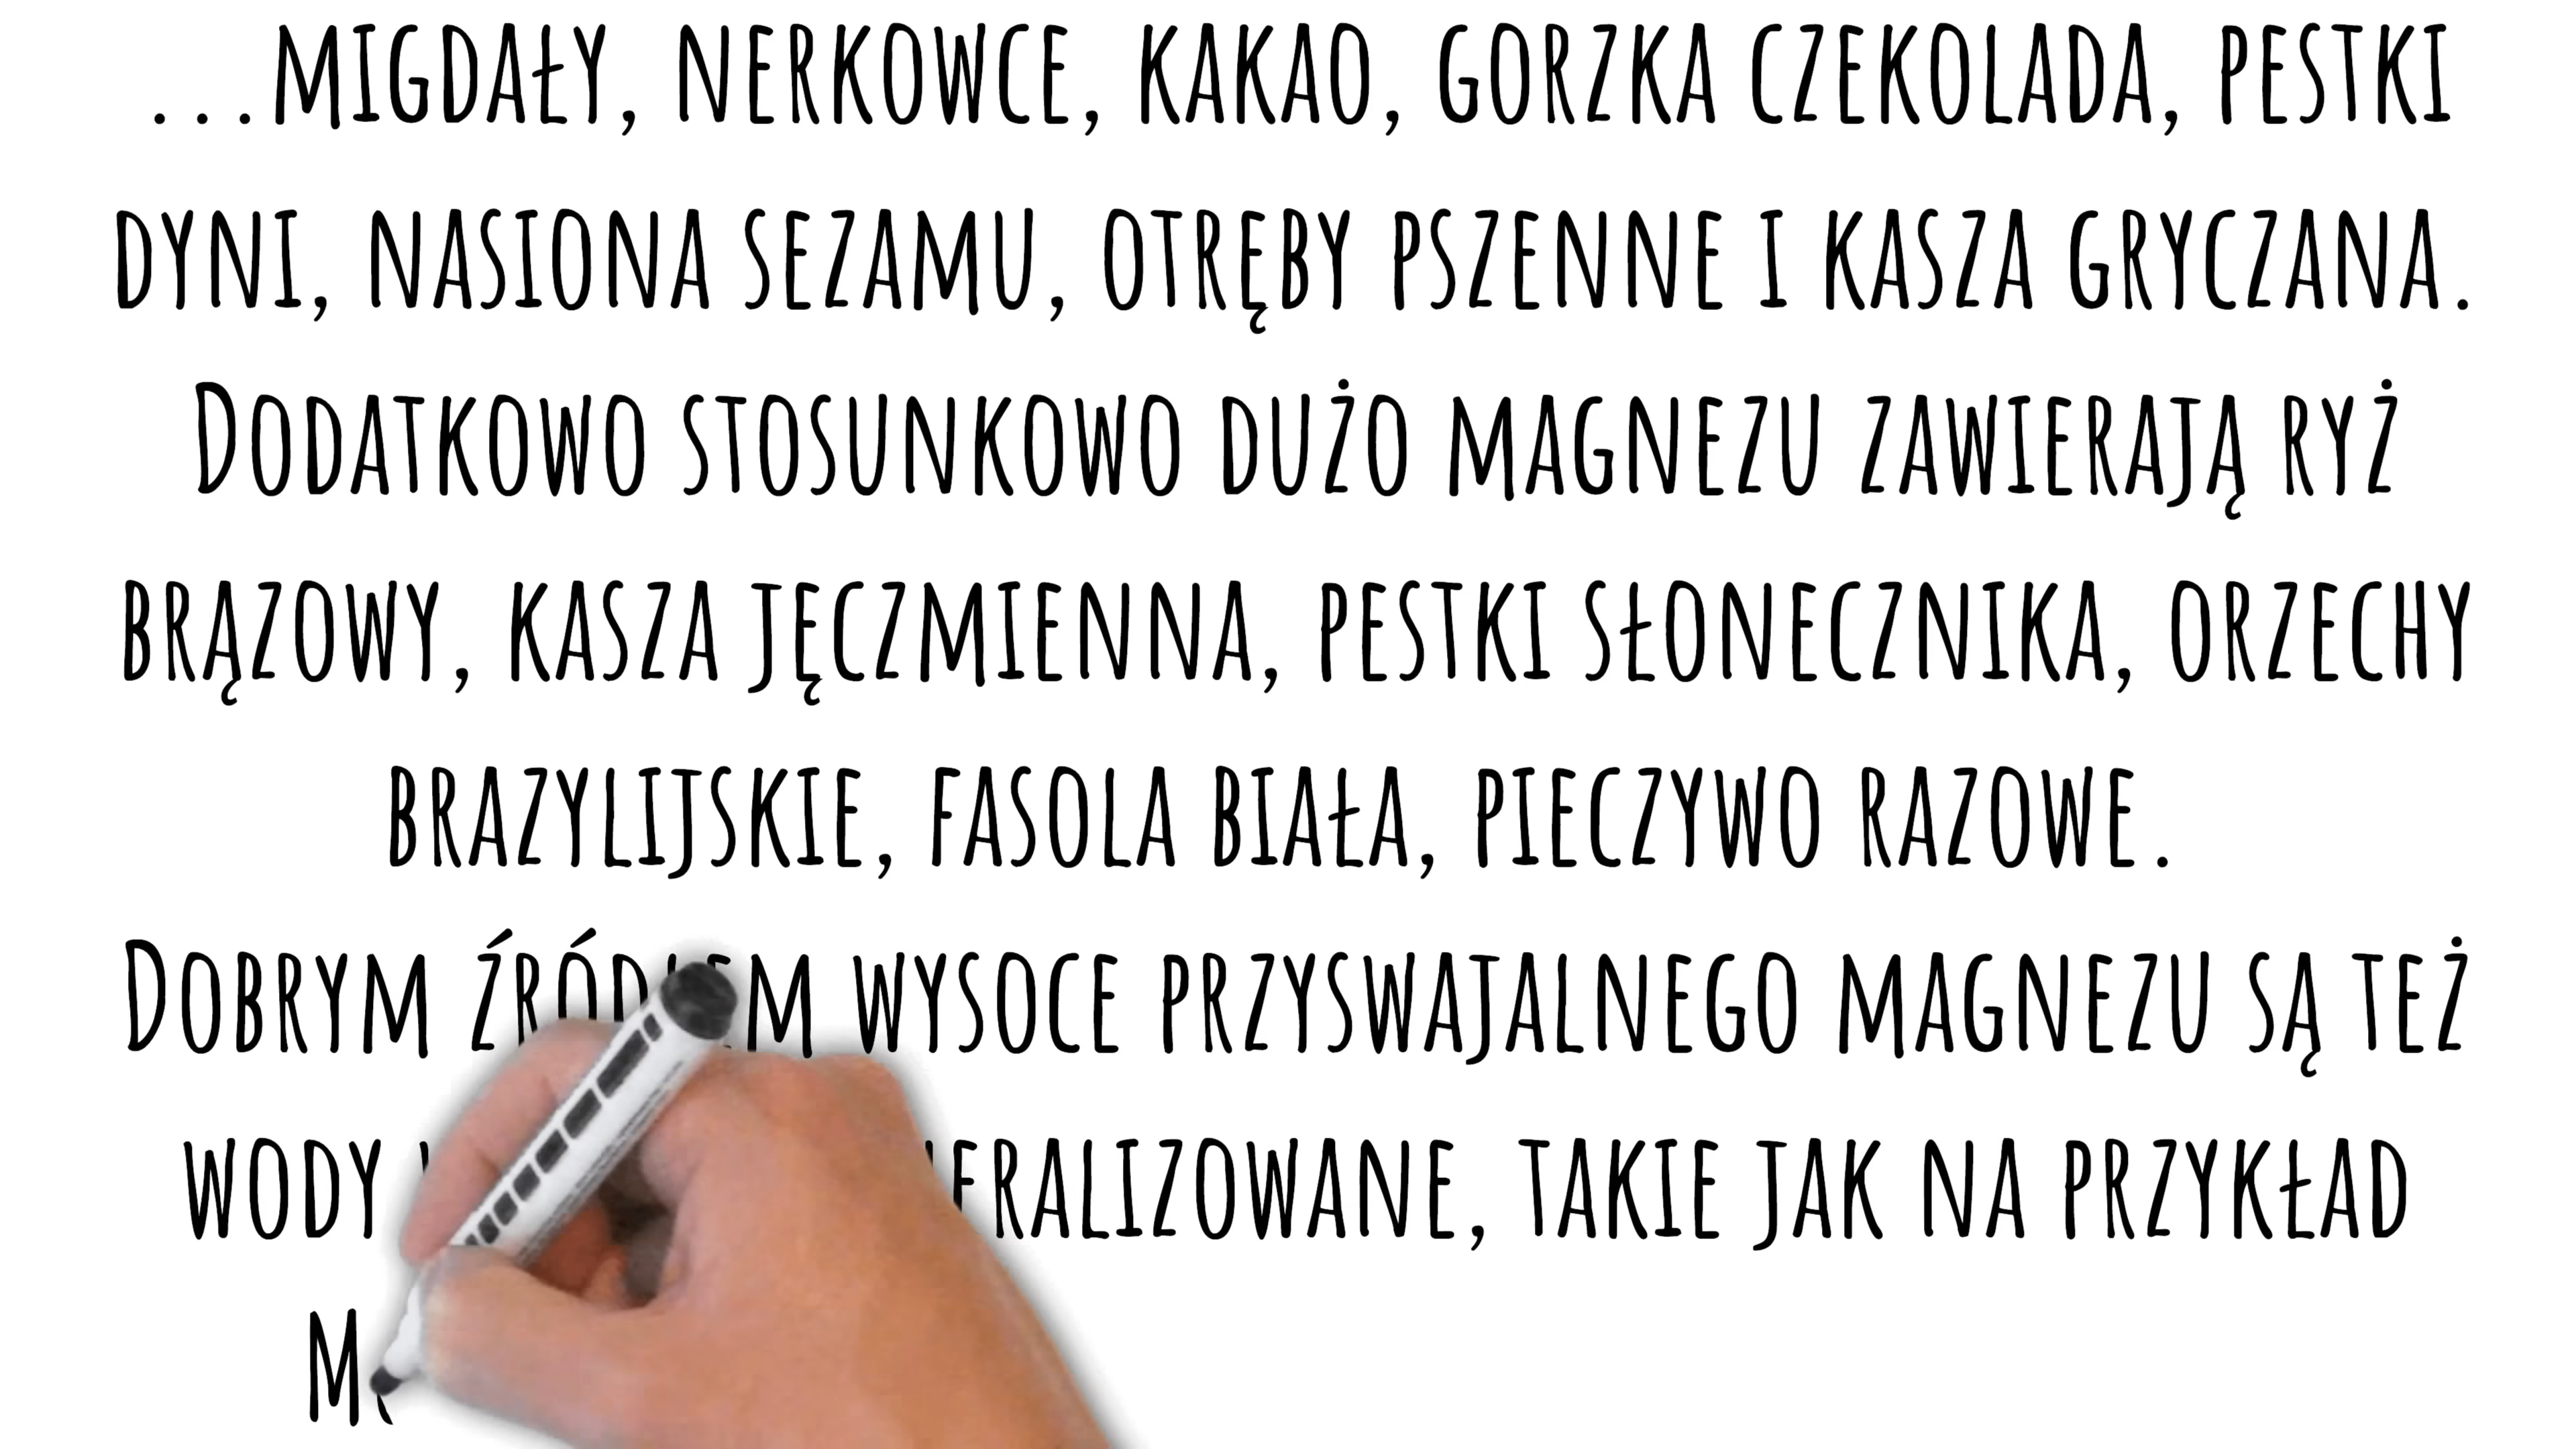 ...MIGDAŁY, NERKOWCE, KAKAO, GORZKA CZEKOLADA, PESTKI
DYNI, NASIONA SEZAMU, OTRĘBY PSZENNE I KASZA GRYCZANA.
DODATKOWO STOSUNKOWO DUŻO MAGNEZU ZAWIERAJĄ RYŻ
BRĄZOWY, KASZA JĘCZMIENNA, PESTKI SŁONECZNIKA, ORZECHY
BRAZYLIJSKIE, FASOLA BIAŁA, PIECZYWO RAZOWE.
DOBRYM ŹRÓDŁEM WYSOCE PRZYSWAJALNEGO MAGNEZU SĄ TEŻ
WODY TAKIE JAK NA PRZYKŁAD